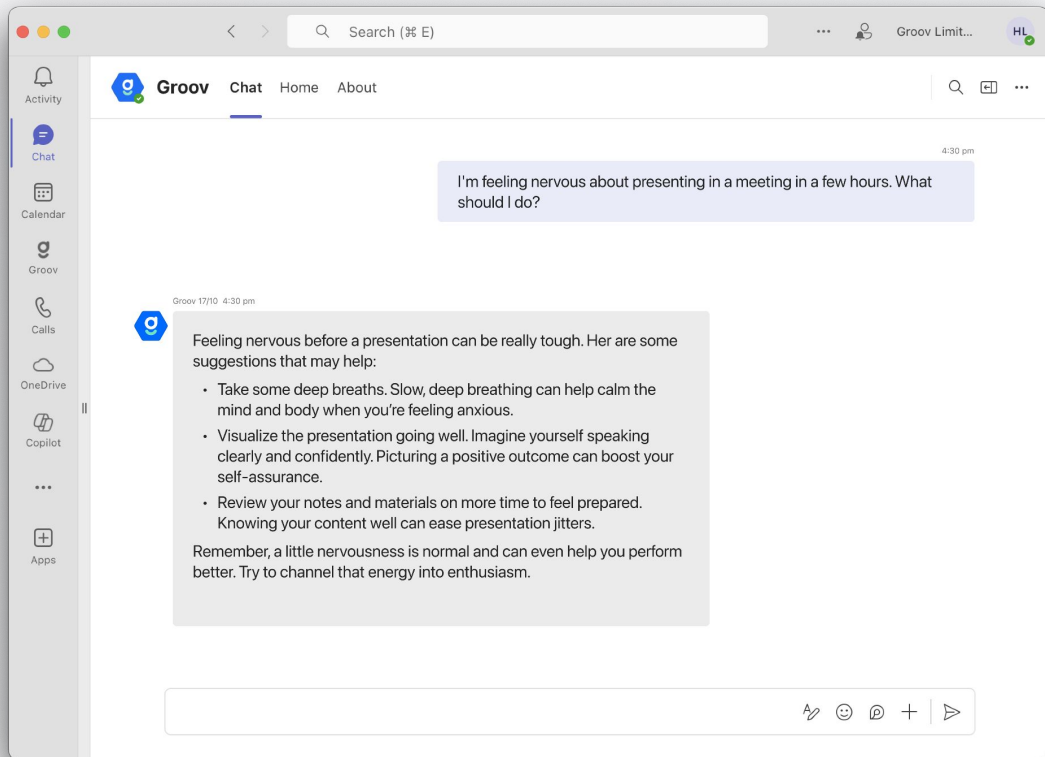 Search (⌘ E)
Groov Limit...
HL
Activity
Chat
Calendar
Groov
Calls
OneDrive
Copilot
Apps
g
Groov
Chat
Home
About
4:30 pm
I'm feeling nervous about presenting in a meeting in a few hours. What
should I do?
Groov 17/10 4:30 pm
g
Feeling nervous before a presentation can be really tough. Her are some
suggestions that may help:
• Take some deep breaths. Slow, deep breathing can help calm the
mind and body when you're feeling anxious.
• Visualize the presentation going well. Imagine yourself speaking
clearly and confidently. Picturing a positive outcome can boost your
self-assurance.
• Review your notes and materials on more time to feel prepared.
Knowing your content well can ease presentation jitters.
Remember, a little nervousness is normal and can even help you perform
better. Try to channel that energy into enthusiasm.